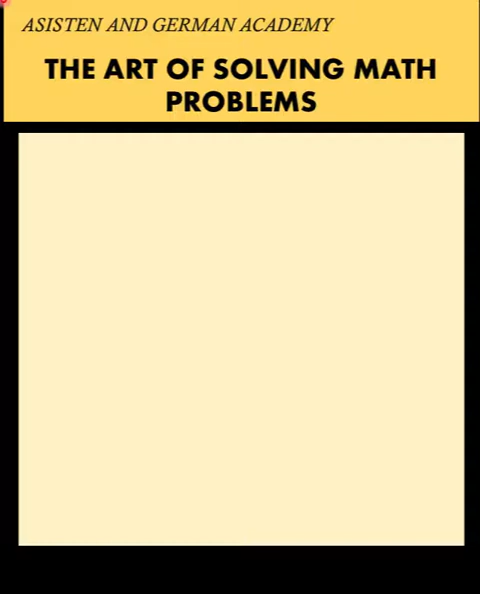 ASISTEN AND GERMAN ACADEMY
THE ART OF SOLVING MATH
PROBLEMS